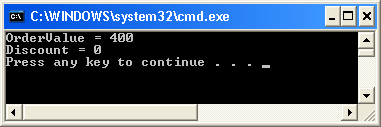 C:\WINDOWS\system32\cmd.exe
OrderValue = 400
Discount = 0
Press any key to continue . . . _